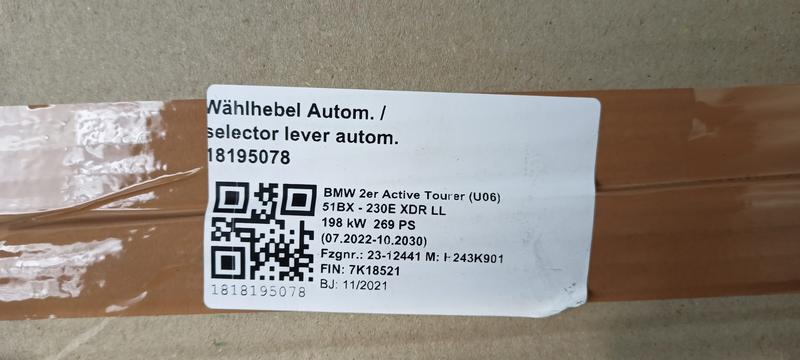 Wählhebel Autom. /
selector lever autom.
18195078
BMW 2er Active Tourer (U06)
51BX - 230E XDR LL
198 kW 269 PS
(07.2022-10.2030)
Fzgnr.: 23-12441 M: H243K901
FIN: 7K18521
BJ: 11/2021
1818195078